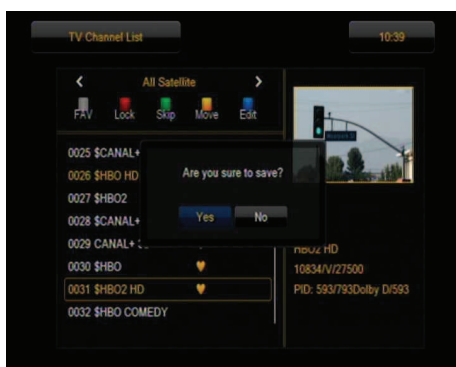 TV Channel List
10:39
All Satellite
FAV Lock Skip Move Edit
0025 $CANAL+
0026 $HBO HD
0027 $HBO2
0028 $CANAL+
0029 CANAL+
0030 $HBO
0031 $HBO2 HD
0032 $HBO COMEDY
Are you sure to save?
Yes No
HBO2 HD
10834/V/27500
PID: 593/793Dolby D/593